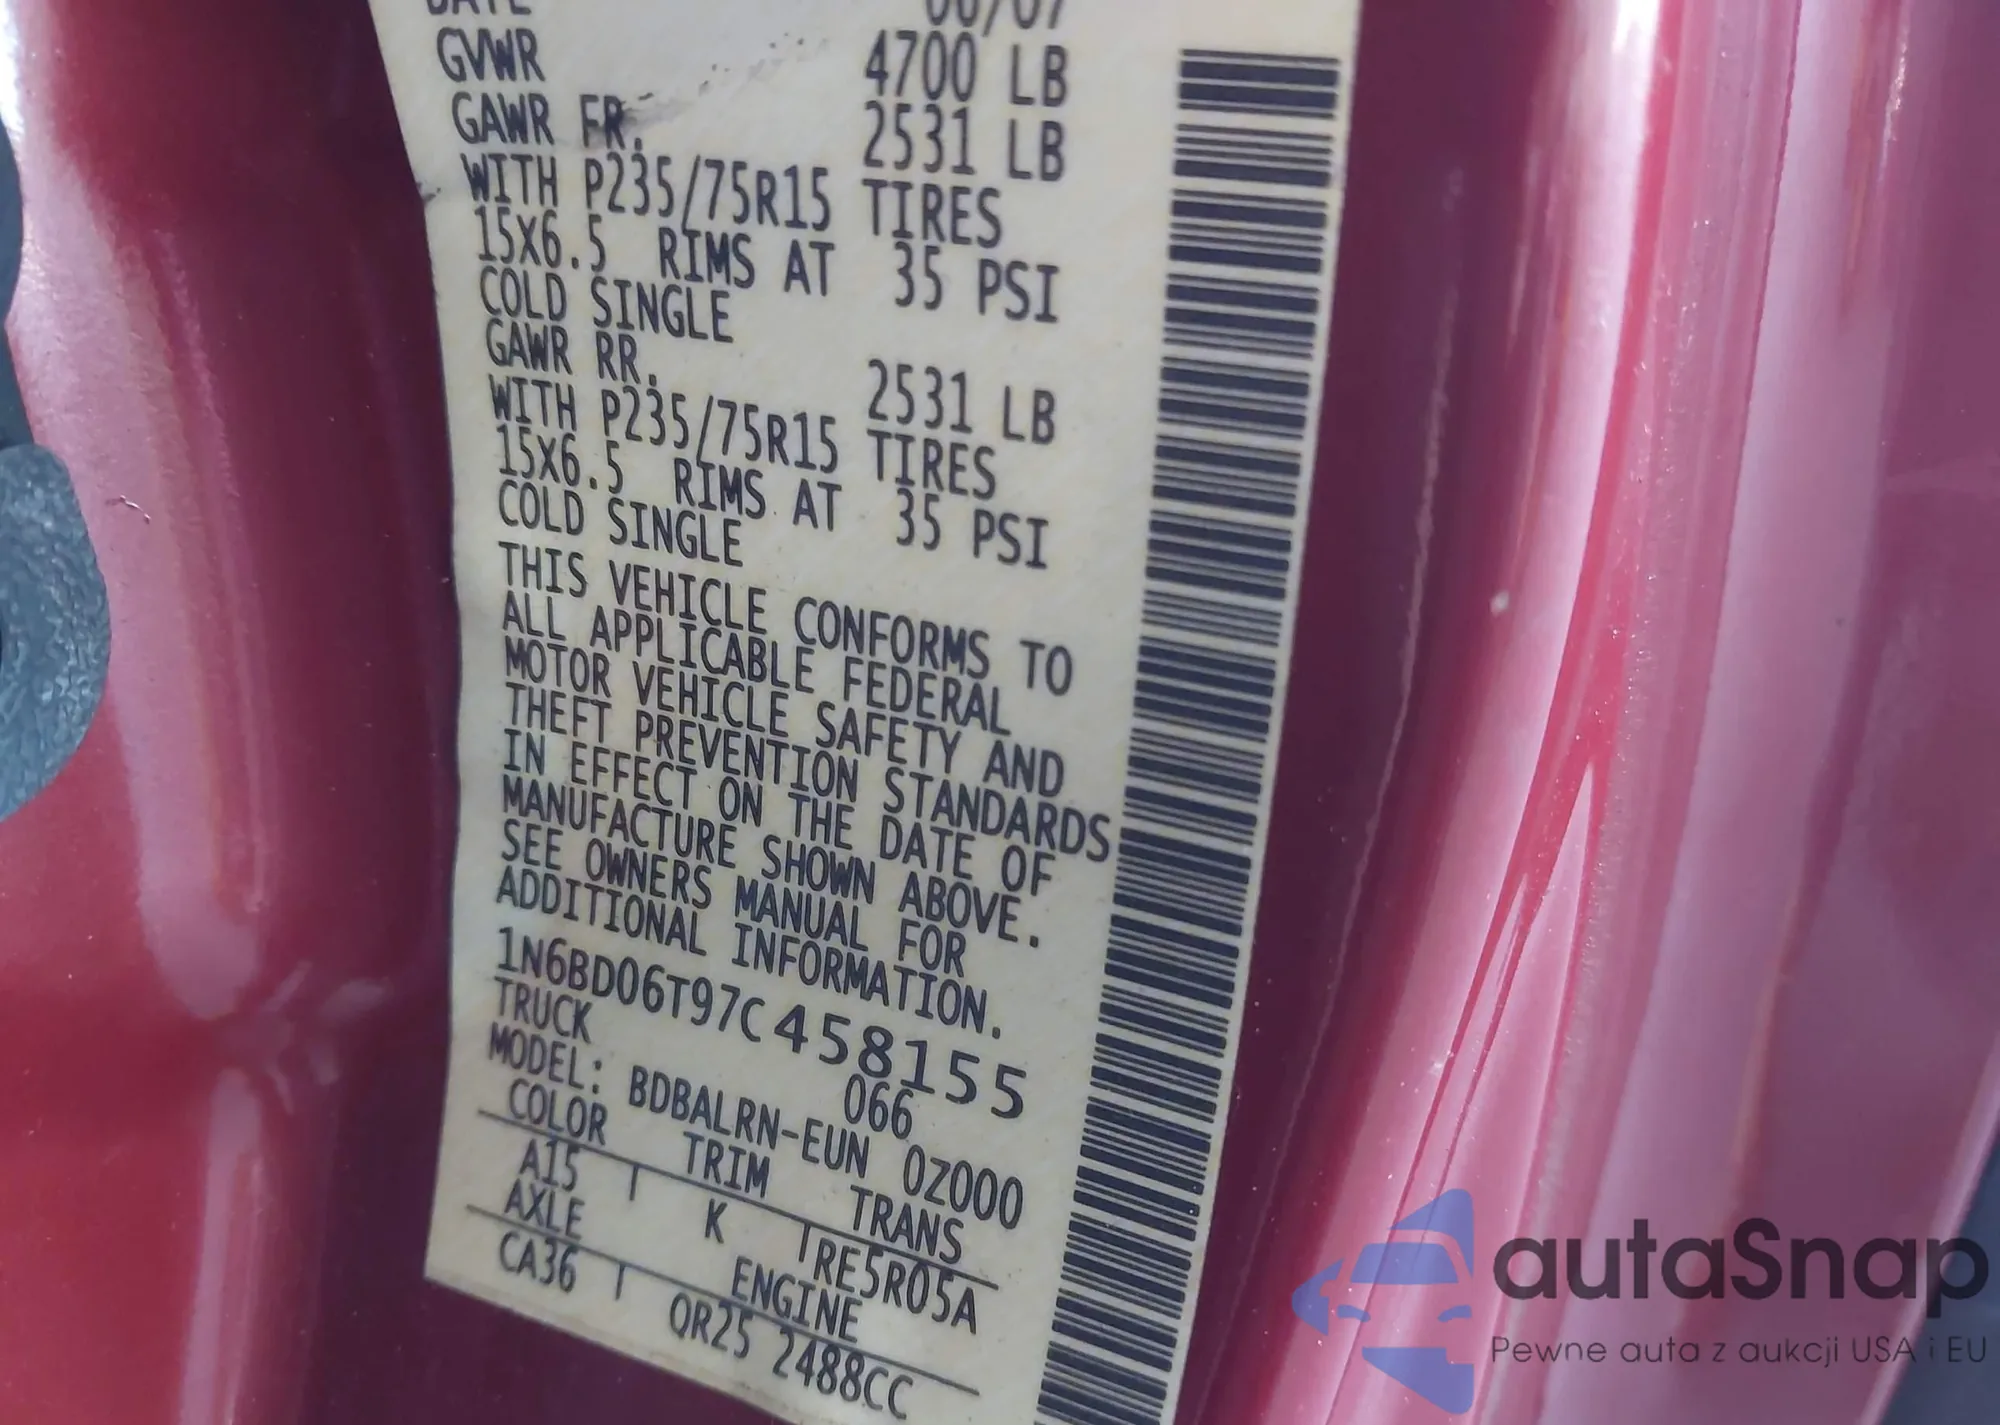 DATE 06/07
GVWR 4700 LB
GAWR FR. 2531 LB
WITH P235/75R15 TIRES
15X6.5 RIMS AT 35 PSI
COLD SINGLE
GAWR RR. 2531 LB
WITH P235/75R15 TIRES
15X6.5 RIMS AT 35 PSI
COLD SINGLE
THIS VEHICLE CONFORMS TO
ALL APPLICABLE FEDERAL
MOTOR VEHICLE SAFETY AND
THEFT PREVENTION STANDARDS
IN EFFECT ON THE DATE OF
MANUFACTURE SHOWN ABOVE.
SEE OWNERS MANUAL FOR
ADDITIONAL INFORMATION.
1N6BD06T97C458155
TRUCK 066
MODEL: BDBALRN-EUN 0Z000
COLOR TRIM TRANS
A15 K RE5R05A
AXLE ENGINE
CA36 QR25 2488CC
autaSnap
Pewne auta z aukcji USA i EU